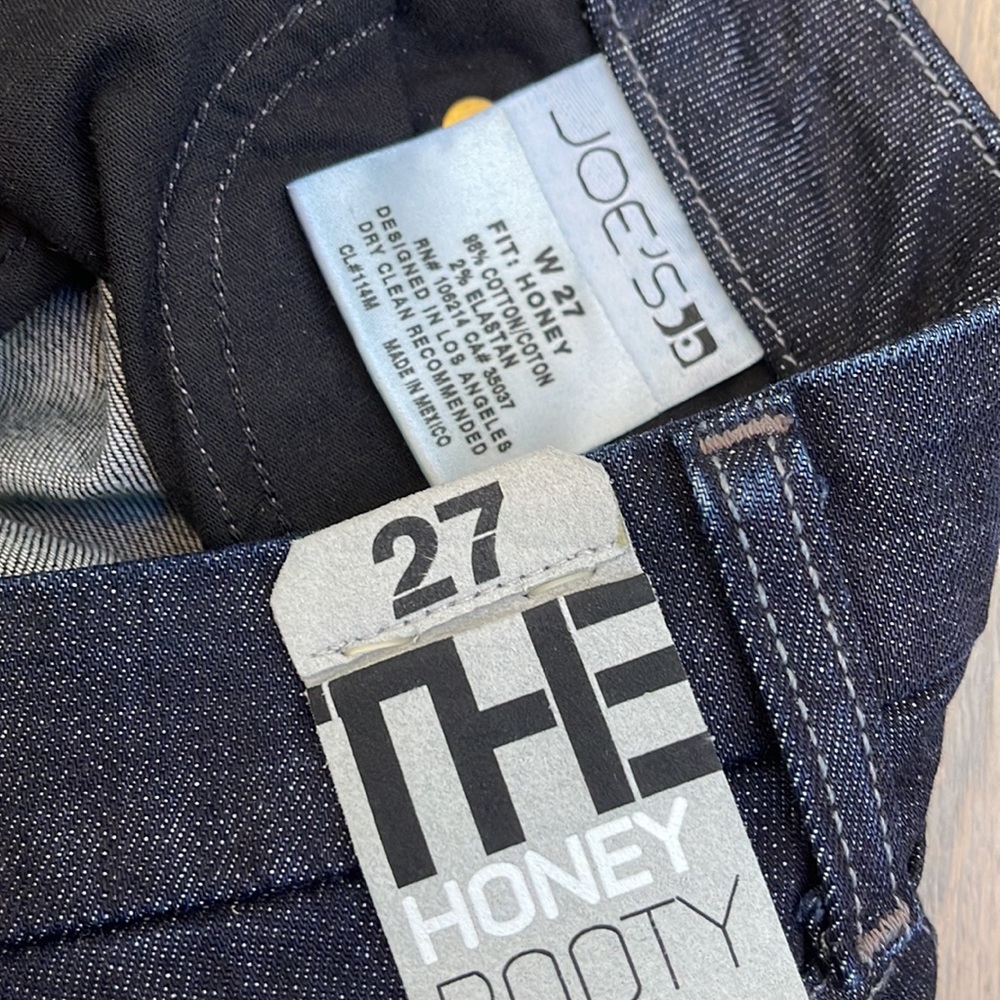 JOE'S
W 27
FIT: HONEY
98% COTTON/COTON
2% ELASTAN
RN# 106214 CA# 35037
DESIGNED IN LOS ANGELES
DRY CLEAN RECOMMENDED
CL#114M MADE IN MEXICO
27
THE
HONEY
BOOTY